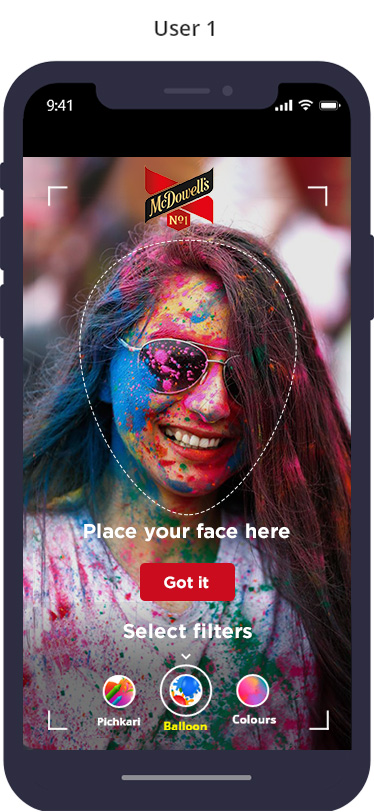 User 1
9:41
McDowell's
No1
Place your face here
Got it
Select filters
Pichkari
Balloon
Colours